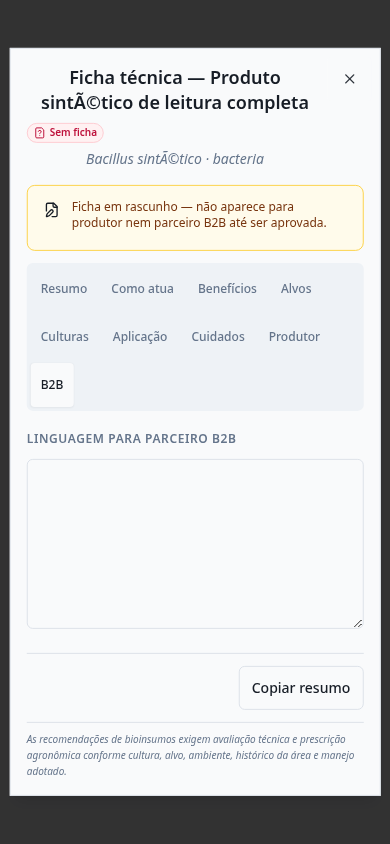 Ficha técnica — Produto
sintÃ©tico de leitura completa
Sem ficha
Bacillus sintÃ©tico · bacteria
Ficha em rascunho — não aparece para
produtor nem parceiro B2B até ser aprovada.
Resumo Como atua Benefícios Alvos
Culturas Aplicação Cuidados Produtor
B2B
LINGUAGEM PARA PARCEIRO B2B
Copiar resumo
As recomendações de bioinsumos exigem avaliação técnica e prescrição
agronômica conforme cultura, alvo, ambiente, histórico da área e manejo
adotado.